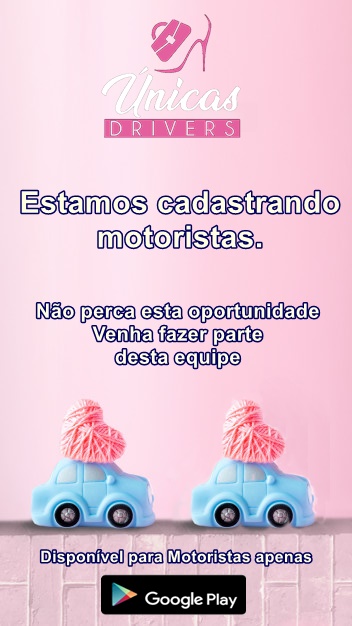 Únicas
DRIVERS
Estamos cadastrando
motoristas.
Não perca esta oportunidade
Venha fazer parte
desta equipe
Disponível para Motoristas apenas
Google Play